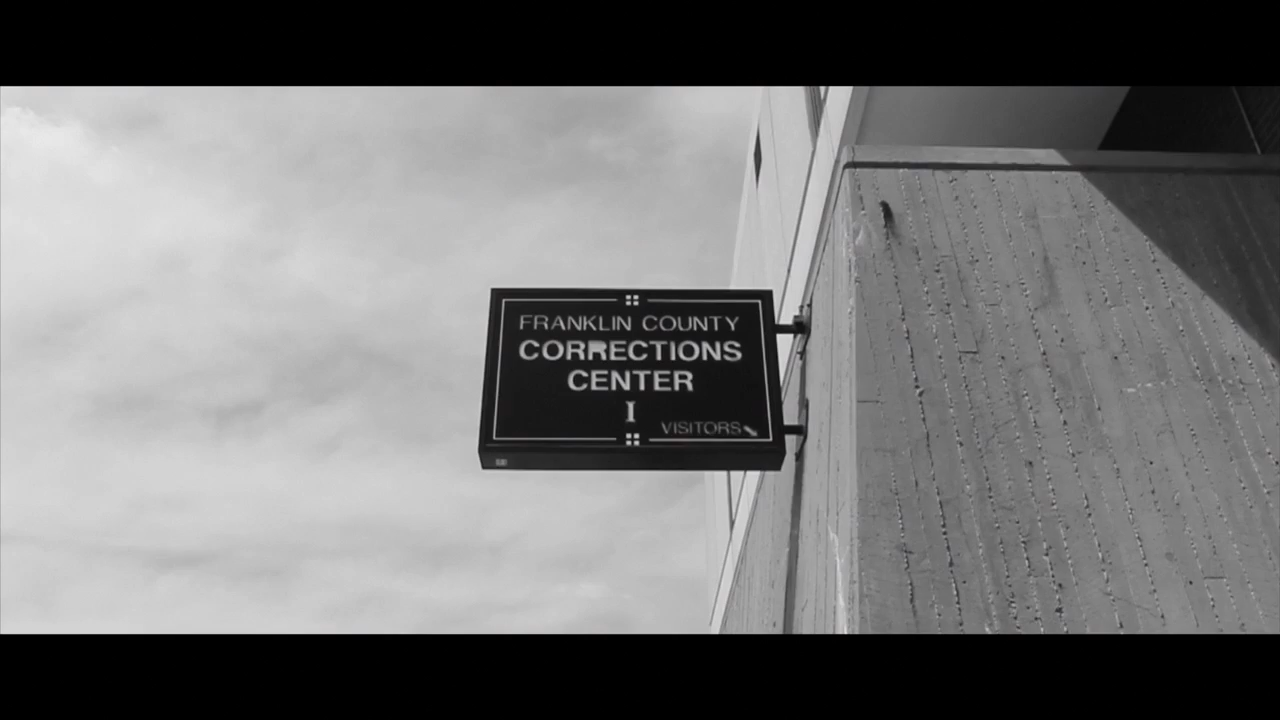 FRANKLIN COUNTY
CORRECTIONS
CENTER
I
VISITORS